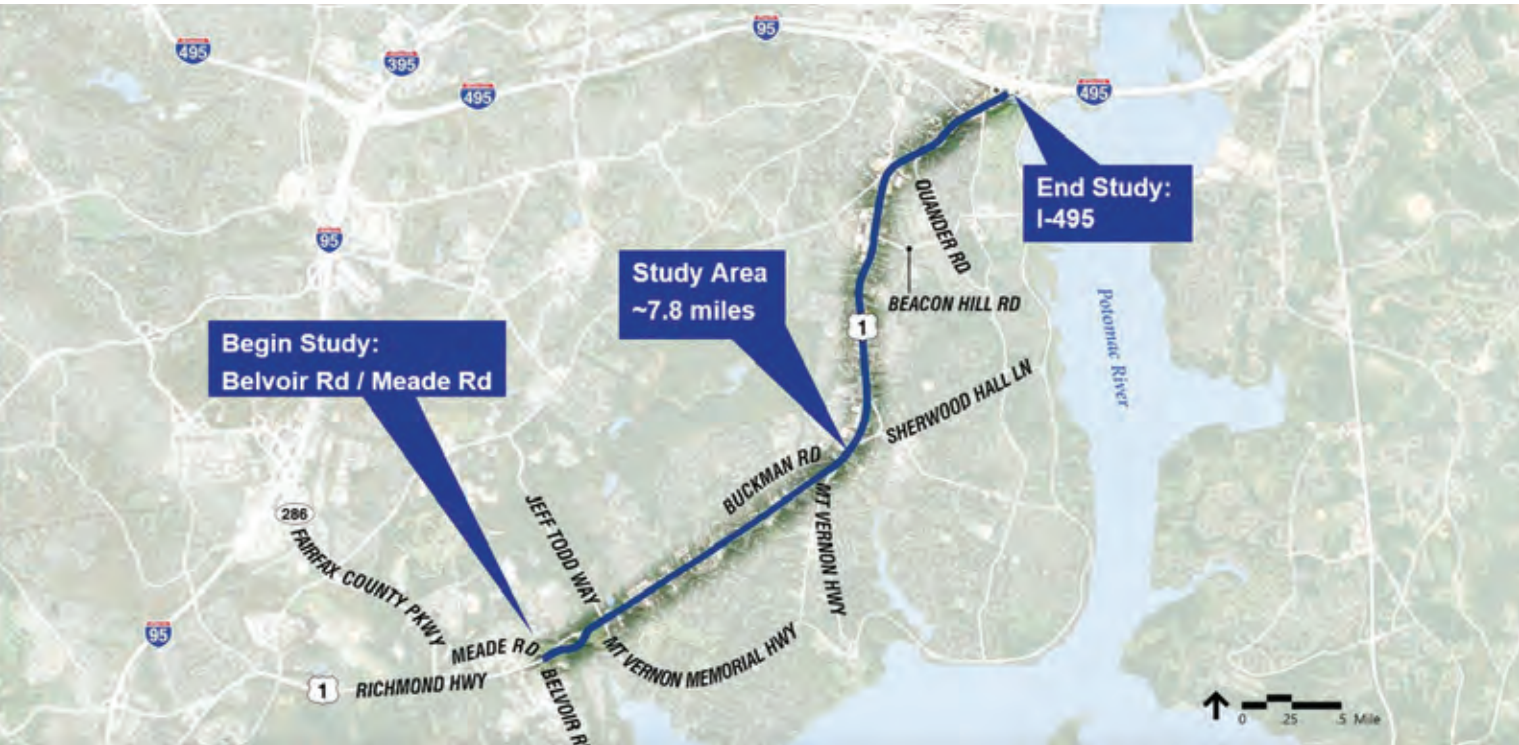 495
395
95
495
495
End Study:
I-495
QUANDER RD
Study Area
~7.8 miles
BEACON HILL RD
95
Potomac River
1
Begin Study:
Belvoir Rd / Meade Rd
SHERWOOD HALL LN
BUCKMAN RD
MT VERNON HWY
JEFF TODD WAY
286
FAIRFAX COUNTY PKWY
95
MEADE RD
MT VERNON MEMORIAL HWY
1
RICHMOND HWY
BELVOIR R
0 .25 .5 Mile